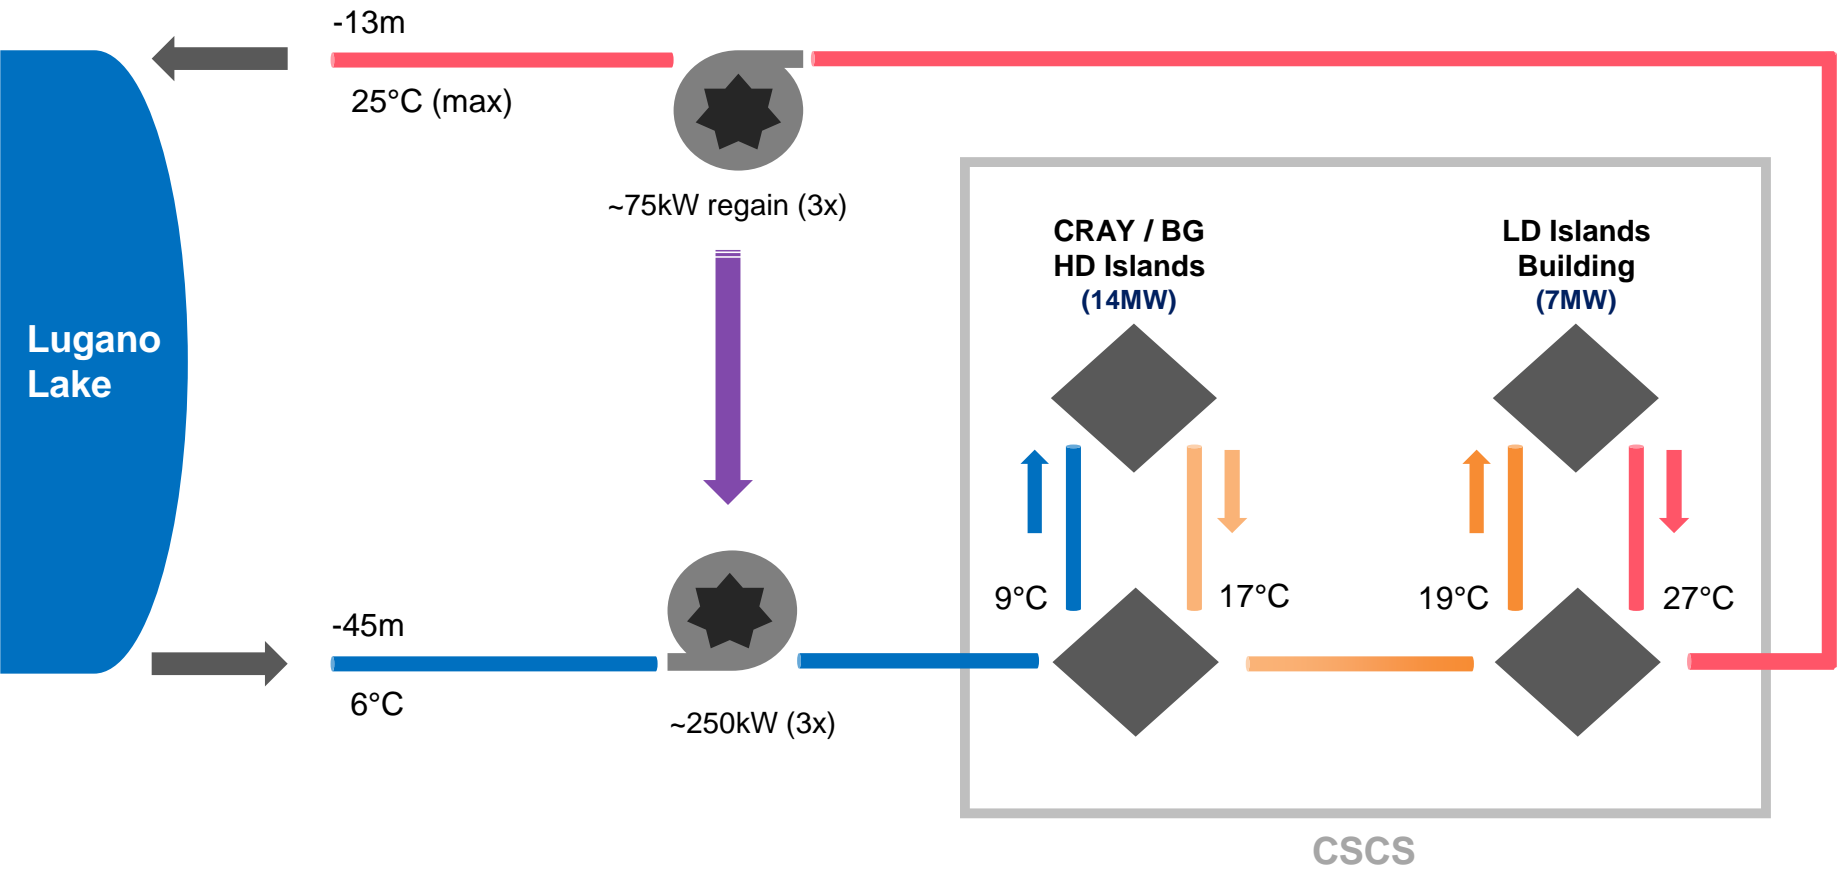 -13m
25°C (max)
~75kW regain (3x)
CRAY / BG
HD Islands
(14MW)
LD Islands
Building
(7MW)
Lugano
Lake
9°C
17°C
19°C
27°C
-45m
6°C
~250kW (3x)
CSCS